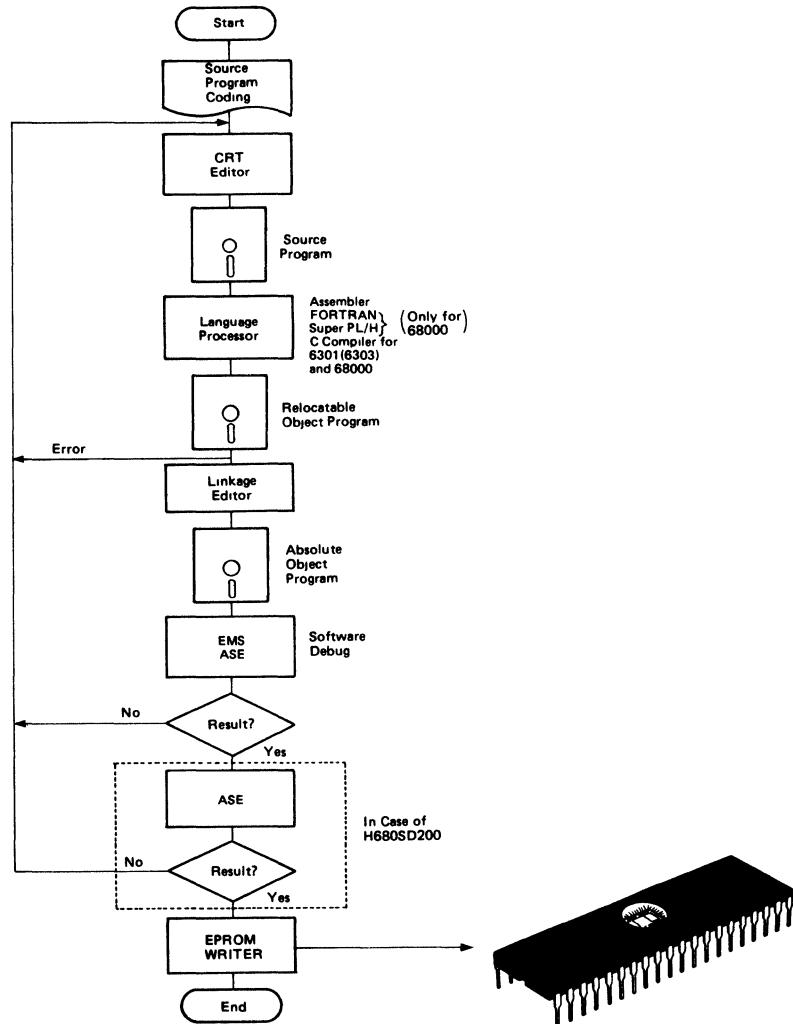 Start
Source
Program
Coding
CRT
Editor
Source
Program
Language
Processor
Assembler
FORTRAN
Super PL/H} (Only for
68000)
C Compiler for
6301(6303)
and 68000
Relocatable
Object Program
Error
Linkage
Editor
Absolute
Object
Program
EMS
ASE
Software
Debug
No
Result?
Yes
ASE
In Case of
H680SD200
No
Result?
Yes
EPROM
WRITER
End